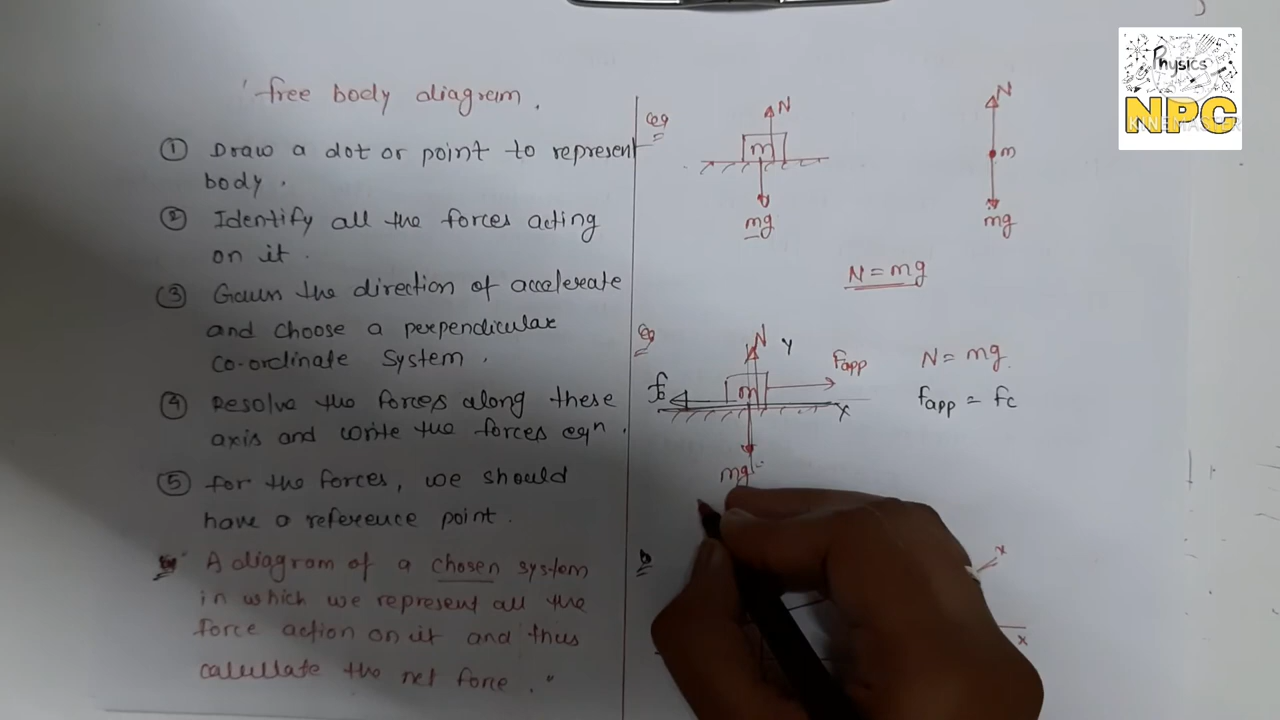 free body diagram.
① Draw a dot or point to represent
body.
② Identify all the forces acting
on it.
③ the direction of accelerate
and choose a perpendicular
co-ordinate system.
④ Resolve the forces along these
axis and write the forces eqn.
⑤ for the forces, we should
have a reference point.
"A diagram of a chosen system
in which we represent all the
force action on it and thus
calullate the net force."
eg
N
m
mg
N
m
mg
N = mg
eg
N
Y
fapp
m
X
mg
N = mg
fapp = fc
x
x
Physics
NPC
KINEMASTER